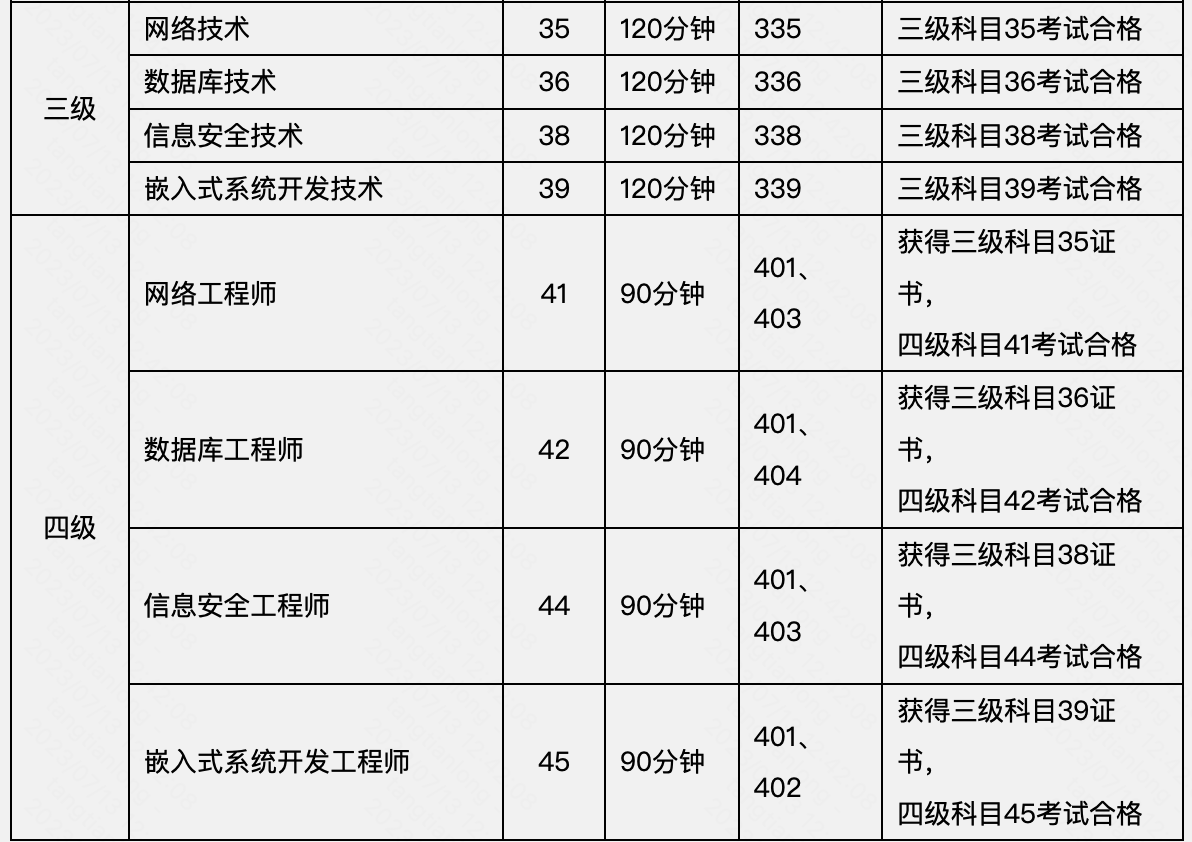 三级
网络技术 35 120分钟 335 三级科目35考试合格
数据库技术 36 120分钟 336 三级科目36考试合格
信息安全技术 38 120分钟 338 三级科目38考试合格
嵌入式系统开发技术 39 120分钟 339 三级科目39考试合格
四级
网络工程师 41 90分钟
401、
403
获得三级科目35证
书，
四级科目41考试合格
数据库工程师 42 90分钟
401、
404
获得三级科目36证
书，
四级科目42考试合格
信息安全工程师 44 90分钟
401、
403
获得三级科目38证
书，
四级科目44考试合格
嵌入式系统开发工程师 45 90分钟
401、
402
获得三级科目39证
书，
四级科目45考试合格